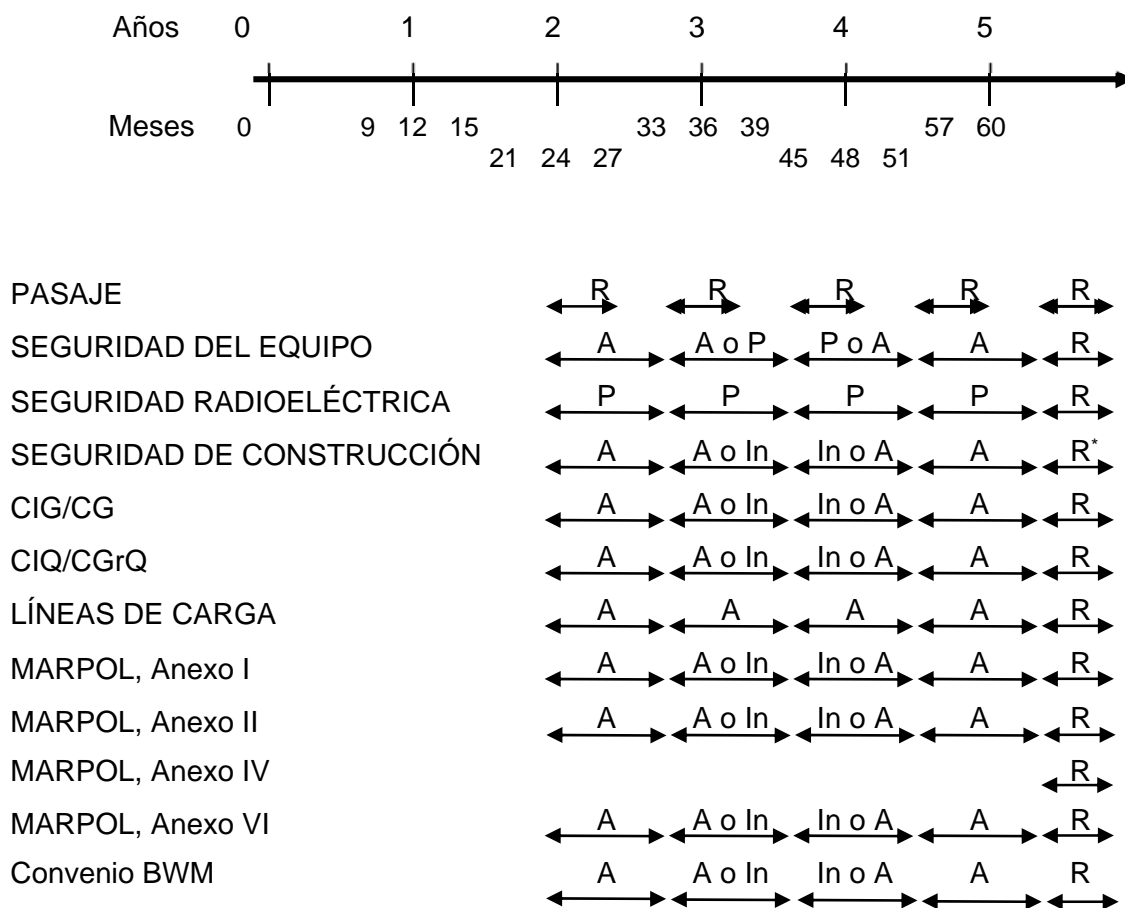 Años 0 1 2 3 4 5
Meses 0 9 12 15 33 36 39 57 60
21 24 27 45 48 51
PASAJE R R R R R
SEGURIDAD DEL EQUIPO A A o P P o A A R
SEGURIDAD RADIOELÉCTRICA P P P P R
SEGURIDAD DE CONSTRUCCIÓN A A o In In o A A R*
CIG/CG A A o In In o A A R
CIQ/CGrQ A A o In In o A A R
LÍNEAS DE CARGA A A A A R
MARPOL, Anexo I A A o In In o A A R
MARPOL, Anexo II A A o In In o A A R
MARPOL, Anexo IV R
MARPOL, Anexo VI A A o In In o A A R
Convenio BWM A A o In In o A A R